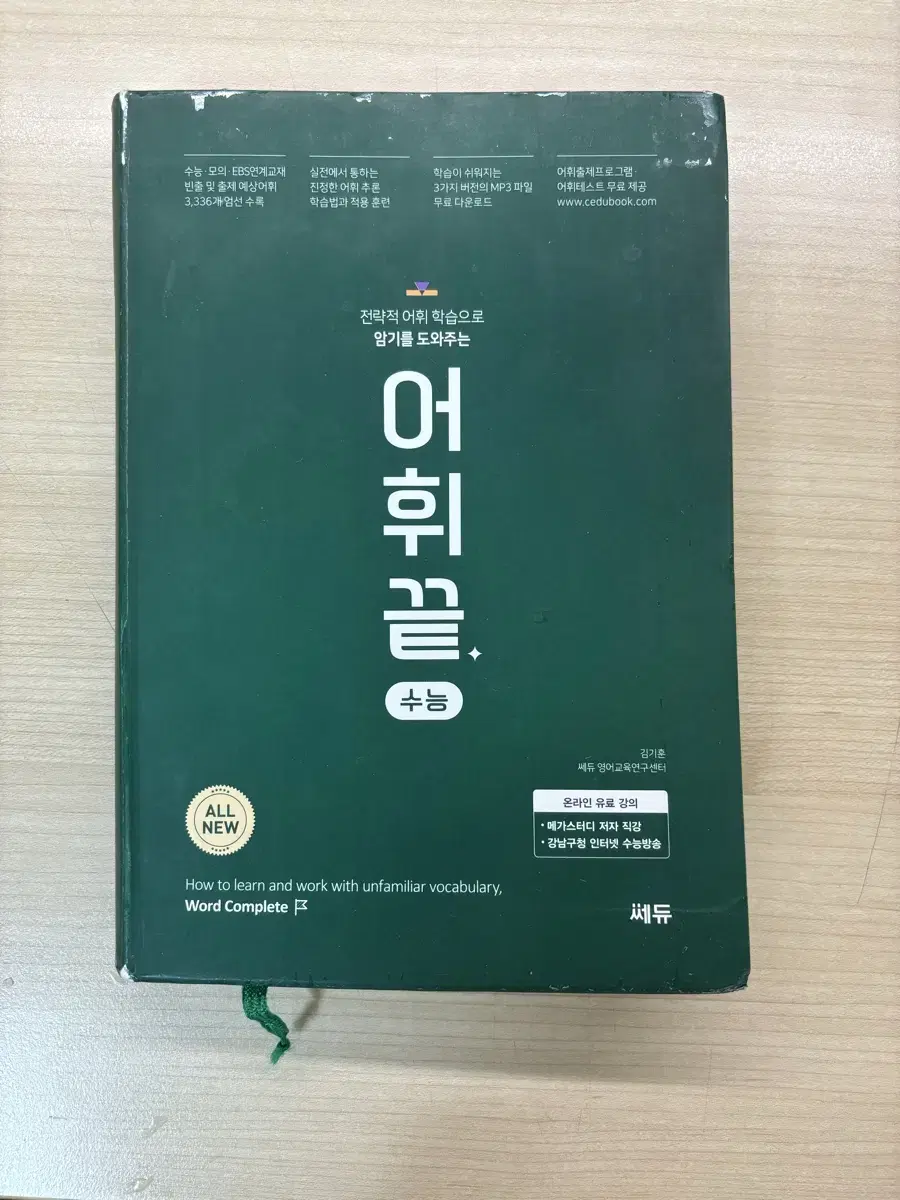 수능·모의·EBS연계교재
빈출 및 출제 예상어휘
3,336개 엄선 수록
실전에서 통하는
진정한 어휘 추론
학습법과 적용 훈련
학습이 쉬워지는
3가지 버전의 MP3 파일
무료 다운로드
어휘출제프로그램·
어휘테스트 무료 제공
www.cedubook.com
전략적 어휘 학습으로
암기를 도와주는
어
휘
끝
수능
김기훈
쎄듀 영어교육연구센터
온라인 유료 강의
• 메가스터디 저자 직강
• 강남구청 인터넷 수능방송
ALL
NEW
How to learn and work with unfamiliar vocabulary,
Word Complete
쎄듀